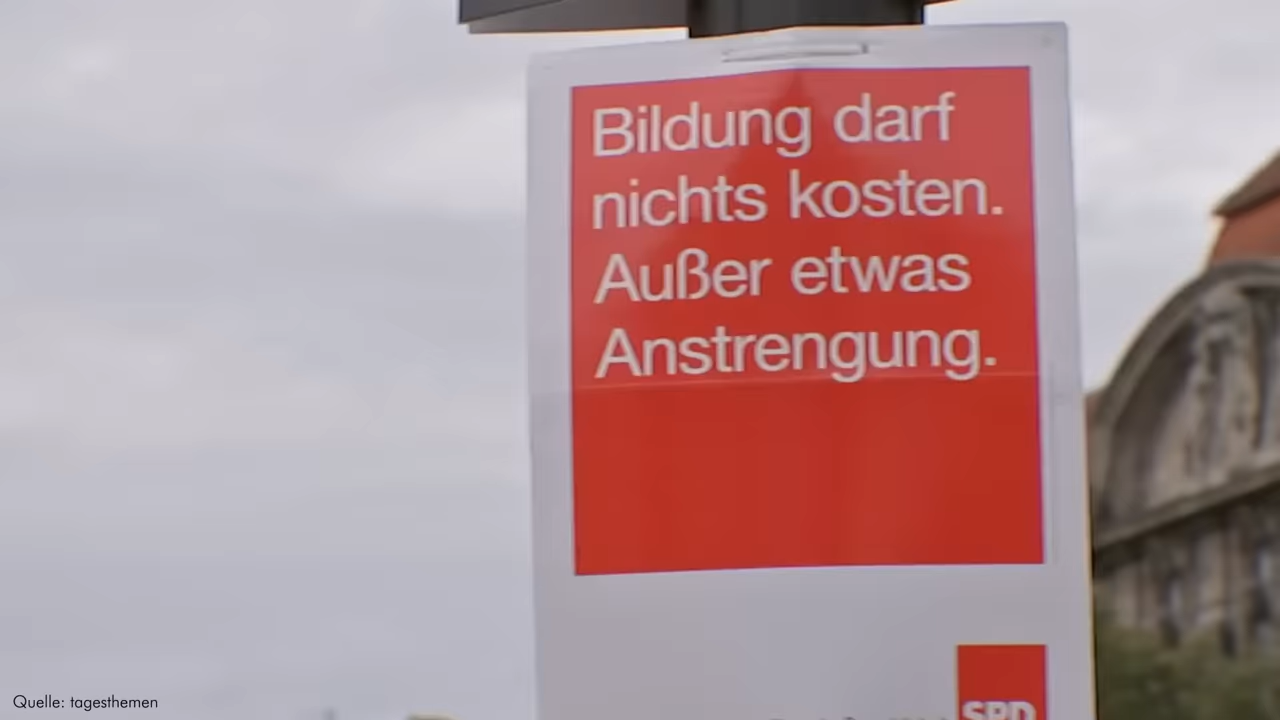 Bildung darf
nichts kosten.
Außer etwas
Anstrengung.
SPD
Quelle: tagesthemen